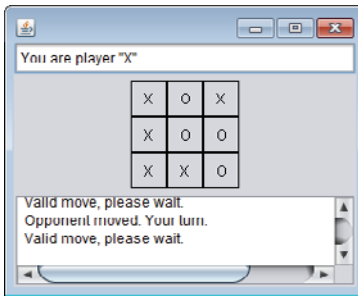 You are player "X"
X O X
X O O
X X O
Valid move, please wait.
Opponent moved. Your turn.
Valid move, please wait.